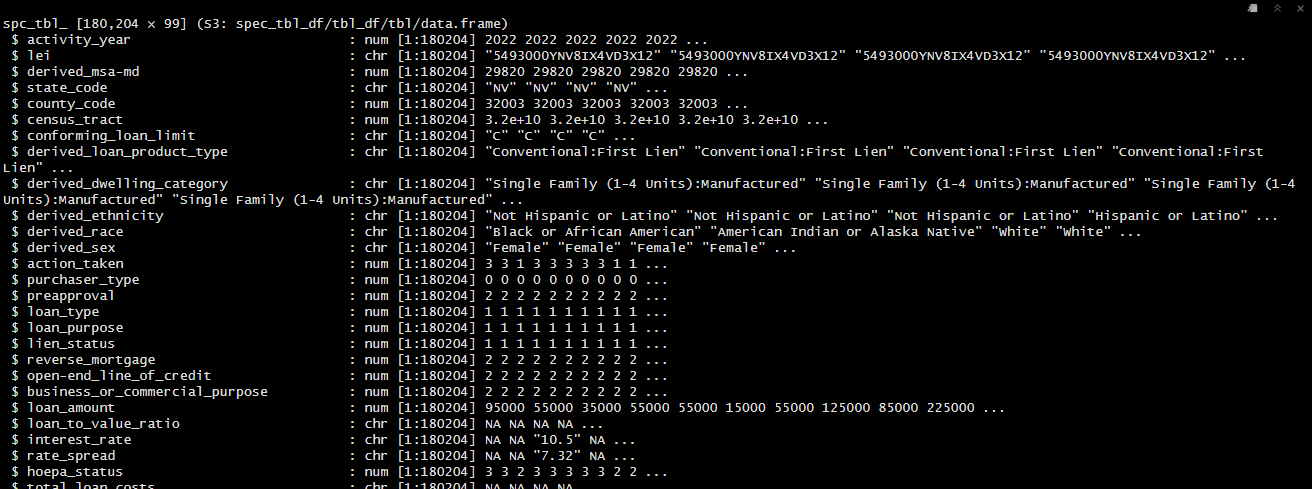 spc_tbl_ [180,204 × 99] (S3: spec_tbl_df/tbl_df/tbl/data.frame)
$ activity_year : num [1:180204] 2022 2022 2022 2022 2022 ...
$ lei : chr [1:180204] "5493000YNV8IX4VD3X12" "5493000YNV8IX4VD3X12" "5493000YNV8IX4VD3X12" "5493000YNV8IX4VD3X12" ...
$ derived_msa-md : num [1:180204] 29820 29820 29820 29820 29820 ...
$ state_code : chr [1:180204] "NV" "NV" "NV" "NV" ...
$ county_code : num [1:180204] 32003 32003 32003 32003 32003 ...
$ census_tract : num [1:180204] 3.2e+10 3.2e+10 3.2e+10 3.2e+10 3.2e+10 ...
$ conforming_loan_limit : chr [1:180204] "C" "C" "C" "C" ...
$ derived_loan_product_type : chr [1:180204] "Conventional:First Lien" "Conventional:First Lien" "Conventional:First Lien" "Conventional:First
Lien" ...
$ derived_dwelling_category : chr [1:180204] "Single Family (1-4 Units):Manufactured" "Single Family (1-4 Units):Manufactured" "Single Family (1-4
Units):Manufactured" "Single Family (1-4 Units):Manufactured" ...
$ derived_ethnicity : chr [1:180204] "Not Hispanic or Latino" "Not Hispanic or Latino" "Not Hispanic or Latino" "Hispanic or Latino" ...
$ derived_race : chr [1:180204] "Black or African American" "American Indian or Alaska Native" "White" "White" ...
$ derived_sex : chr [1:180204] "Female" "Female" "Female" "Female" ...
$ action_taken : num [1:180204] 3 3 1 3 3 3 3 3 1 1 ...
$ purchaser_type : num [1:180204] 0 0 0 0 0 0 0 0 0 0 ...
$ preapproval : num [1:180204] 2 2 2 2 2 2 2 2 2 2 ...
$ loan_type : num [1:180204] 1 1 1 1 1 1 1 1 1 1 ...
$ loan_purpose : num [1:180204] 1 1 1 1 1 1 1 1 1 1 ...
$ lien_status : num [1:180204] 1 1 1 1 1 1 1 1 1 1 ...
$ reverse_mortgage : num [1:180204] 2 2 2 2 2 2 2 2 2 2 ...
$ open-end_line_of_credit : num [1:180204] 2 2 2 2 2 2 2 2 2 2 ...
$ business_or_commercial_purpose : num [1:180204] 2 2 2 2 2 2 2 2 2 2 ...
$ loan_amount : num [1:180204] 95000 55000 35000 55000 55000 15000 55000 125000 85000 225000 ...
$ loan_to_value_ratio : chr [1:180204] NA NA NA NA ...
$ interest_rate : chr [1:180204] NA NA "10.5" NA ...
$ rate_spread : chr [1:180204] NA NA "7.32" NA ...
$ hoepa_status : num [1:180204] 3 3 2 3 3 3 3 3 2 2 ...
$ total_loan_costs : chr [1:180204] NA NA NA NA